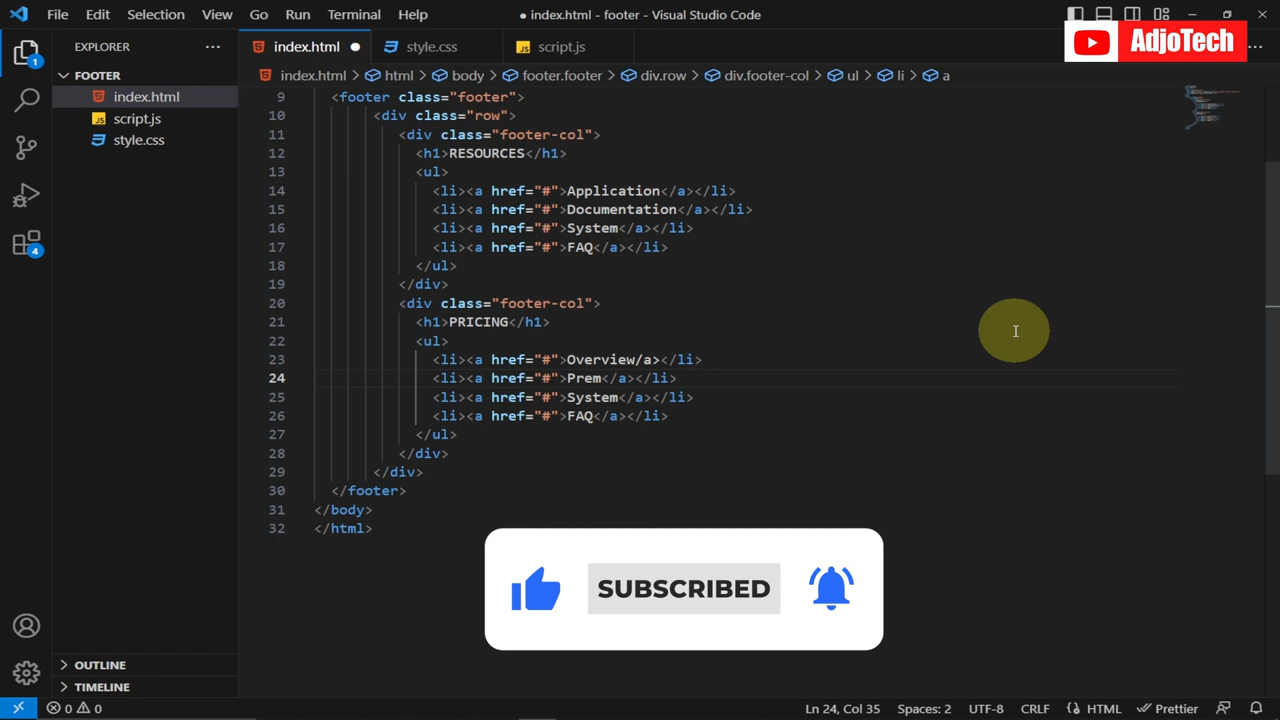 File Edit Selection View Go Run Terminal Help
● index.html - footer - Visual Studio Code
AdjoTech
EXPLORER
index.html
style.css
script.js
FOOTER
index.html
script.js
style.css
index.html > html > body > footer.footer > div.row > div.footer-col > ul > li > a
9 <footer class="footer">
10 <div class="row">
11 <div class="footer-col">
12 <h1>RESOURCES</h1>
13 <ul>
14 <li><a href="#">Application</a></li>
15 <li><a href="#">Documentation</a></li>
16 <li><a href="#">System</a></li>
17 <li><a href="#">FAQ</a></li>
18 </ul>
19 </div>
20 <div class="footer-col">
21 <h1>PRICING</h1>
22 <ul>
23 <li><a href="#">Overview/a></li>
24 <li><a href="#">Prem</a></li>
25 <li><a href="#">System</a></li>
26 <li><a href="#">FAQ</a></li>
27 </ul>
28 </div>
29 </div>
30 </footer>
31 </body>
32 </html>
SUBSCRIBED
1
4
OUTLINE
TIMELINE
0 0
Ln 24, Col 35 Spaces: 2 UTF-8 CRLF HTML Prettier